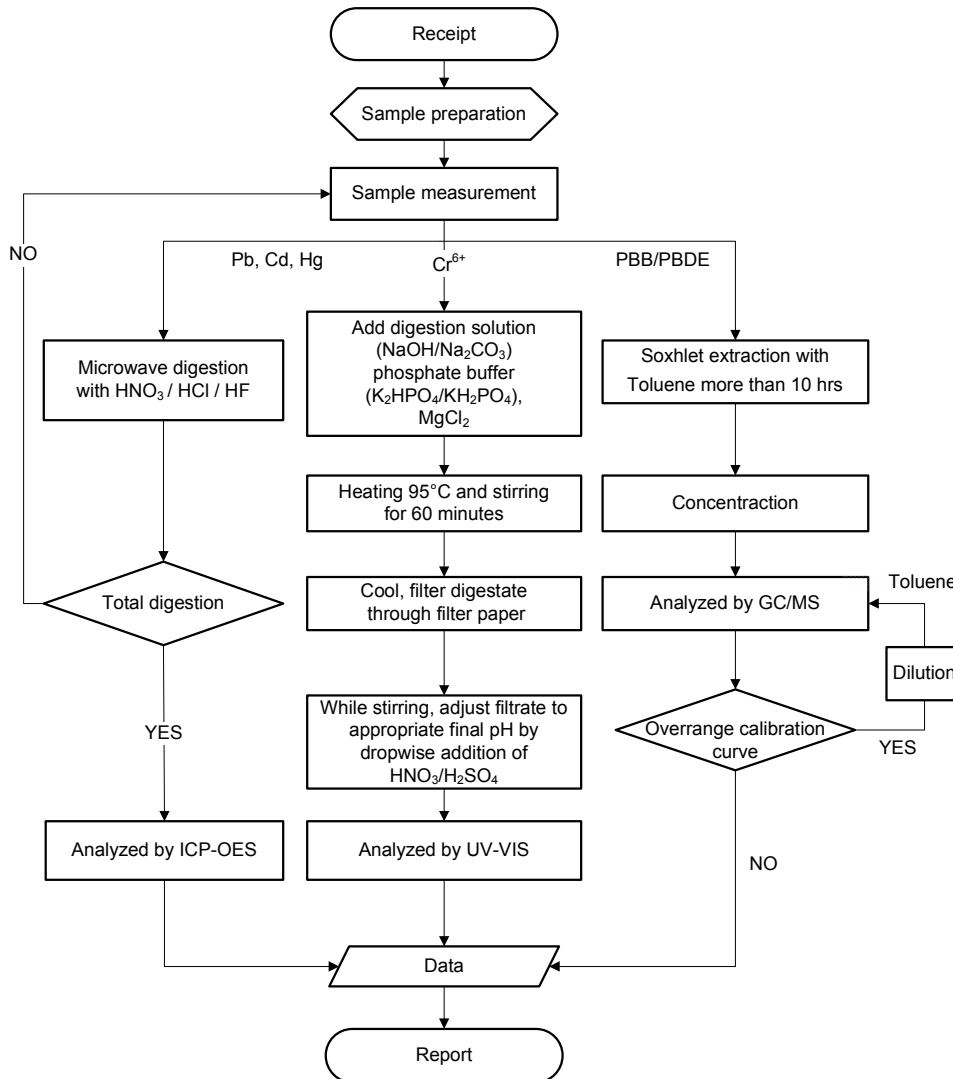 Receipt
Sample preparation
Sample measurement
NO
Pb, Cd, Hg
Cr⁶⁺
PBB/PBDE
Microwave digestion
with HNO₃ / HCl / HF
Total digestion
YES
Analyzed by ICP-OES
Add digestion solution
(NaOH/Na₂CO₃)
phosphate buffer
(K₂HPO₄/KH₂PO₄),
MgCl₂
Heating 95°C and stirring
for 60 minutes
Cool, filter digestate
through filter paper
While stirring, adjust filtrate to
appropriate final pH by
dropwise addition of
HNO₃/H₂SO₄
Analyzed by UV-VIS
Soxhlet extraction with
Toluene more than 10 hrs
Concentraction
Analyzed by GC/MS
Toluene
Dilution
Overrange calibration
curve
YES
NO
Data
Report